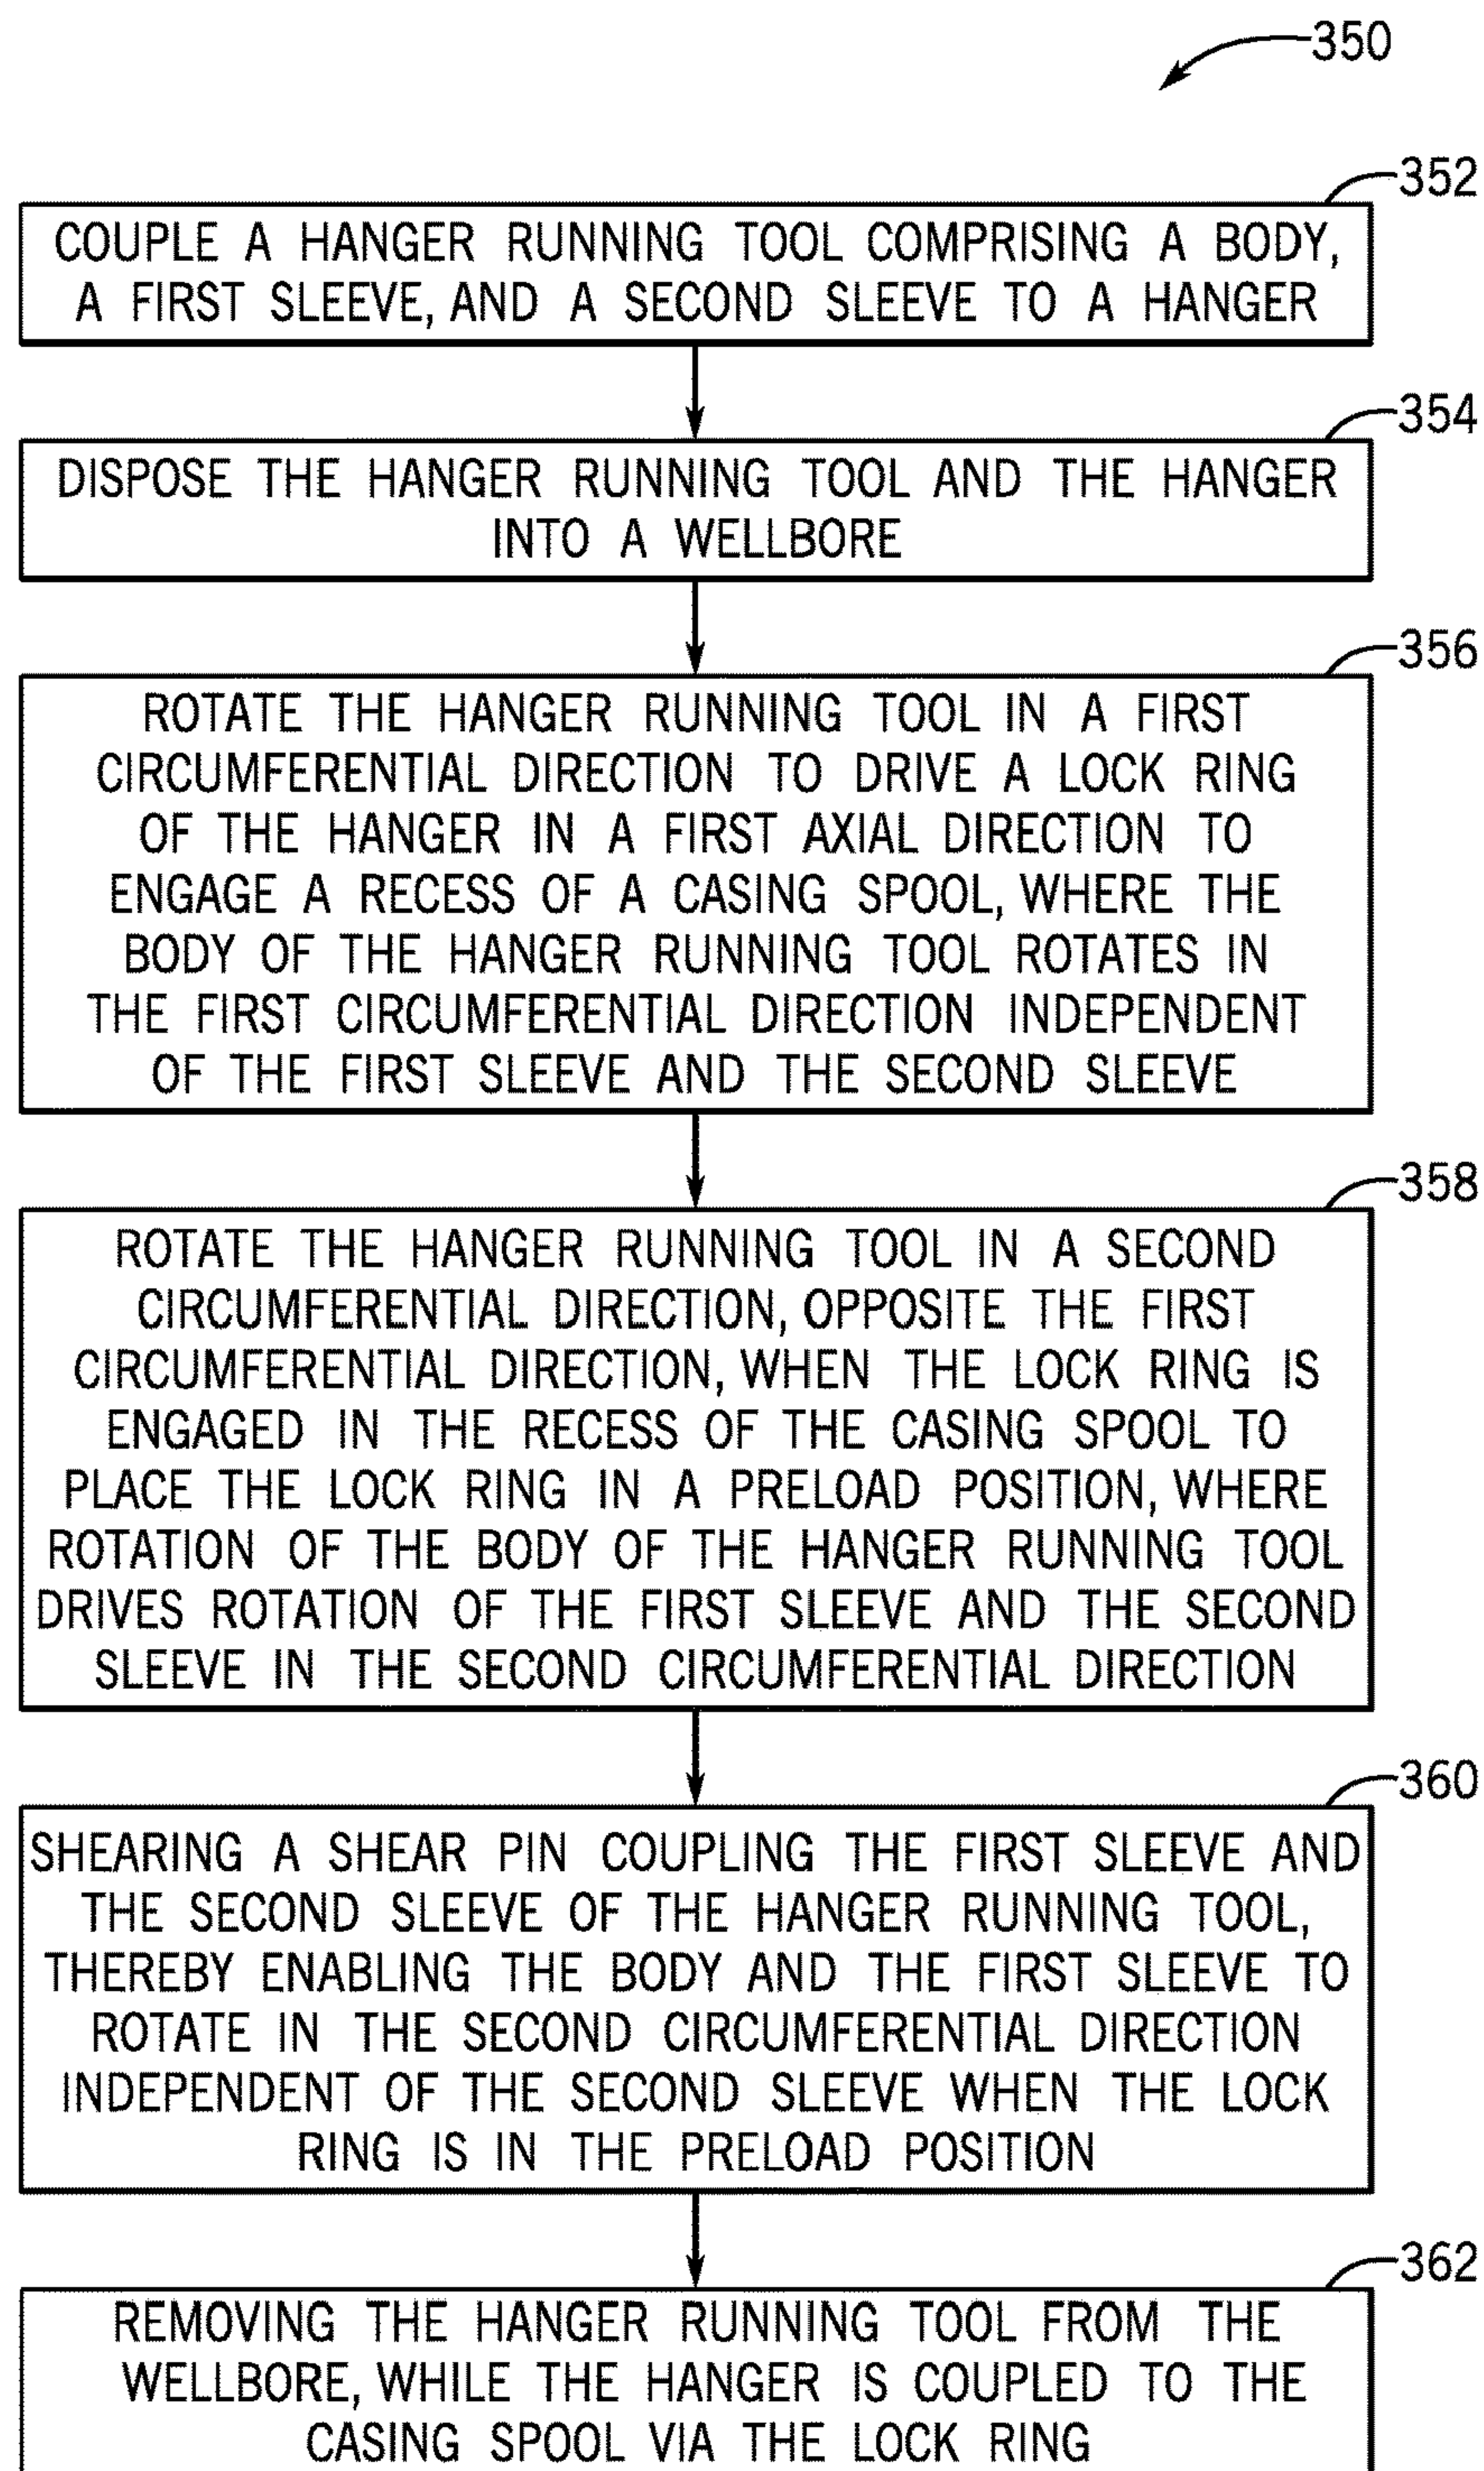 350
352
COUPLE A HANGER RUNNING TOOL COMPRISING A BODY,
A FIRST SLEEVE, AND A SECOND SLEEVE TO A HANGER
354
DISPOSE THE HANGER RUNNING TOOL AND THE HANGER
INTO A WELLBORE
356
ROTATE THE HANGER RUNNING TOOL IN A FIRST
CIRCUMFERENTIAL DIRECTION TO DRIVE A LOCK RING
OF THE HANGER IN A FIRST AXIAL DIRECTION TO
ENGAGE A RECESS OF A CASING SPOOL, WHERE THE
BODY OF THE HANGER RUNNING TOOL ROTATES IN
THE FIRST CIRCUMFERENTIAL DIRECTION INDEPENDENT
OF THE FIRST SLEEVE AND THE SECOND SLEEVE
358
ROTATE THE HANGER RUNNING TOOL IN A SECOND
CIRCUMFERENTIAL DIRECTION, OPPOSITE THE FIRST
CIRCUMFERENTIAL DIRECTION, WHEN THE LOCK RING IS
ENGAGED IN THE RECESS OF THE CASING SPOOL TO
PLACE THE LOCK RING IN A PRELOAD POSITION, WHERE
ROTATION OF THE BODY OF THE HANGER RUNNING TOOL
DRIVES ROTATION OF THE FIRST SLEEVE AND THE SECOND
SLEEVE IN THE SECOND CIRCUMFERENTIAL DIRECTION
360
SHEARING A SHEAR PIN COUPLING THE FIRST SLEEVE AND
THE SECOND SLEEVE OF THE HANGER RUNNING TOOL,
THEREBY ENABLING THE BODY AND THE FIRST SLEEVE TO
ROTATE IN THE SECOND CIRCUMFERENTIAL DIRECTION
INDEPENDENT OF THE SECOND SLEEVE WHEN THE LOCK
RING IS IN THE PRELOAD POSITION
362
REMOVING THE HANGER RUNNING TOOL FROM THE
WELLBORE, WHILE THE HANGER IS COUPLED TO THE
CASING SPOOL VIA THE LOCK RING